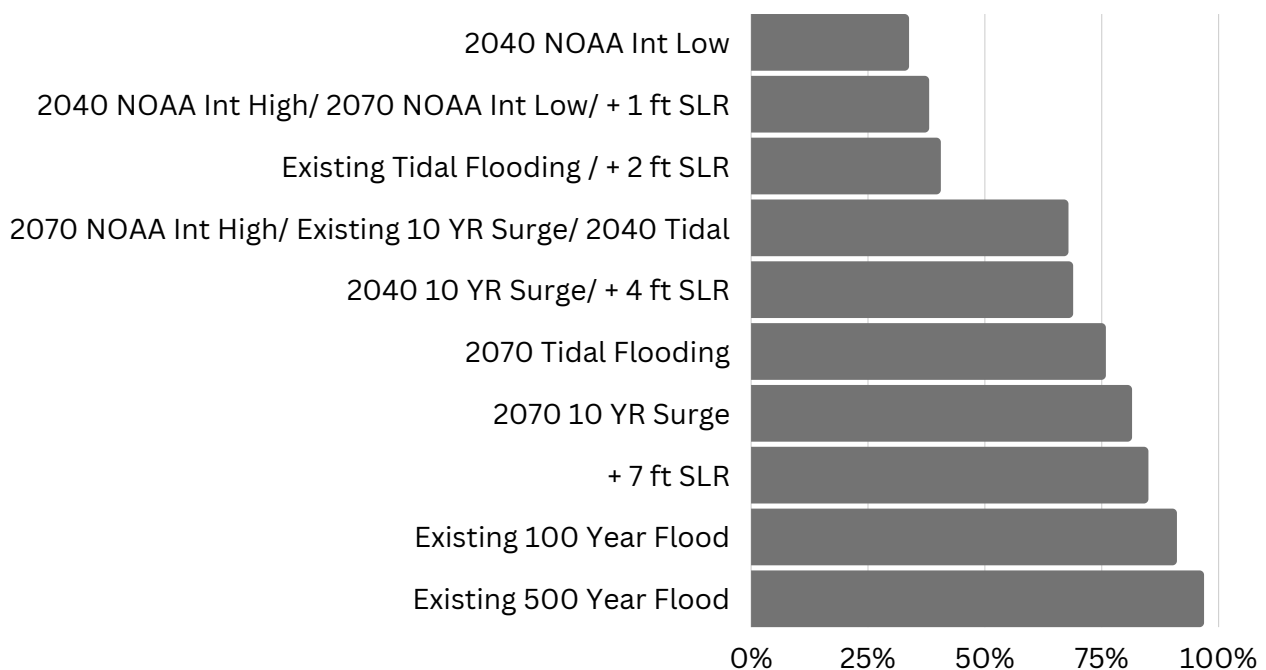 2040 NOAA Int Low
2040 NOAA Int High/ 2070 NOAA Int Low/ + 1 ft SLR
Existing Tidal Flooding / + 2 ft SLR
2070 NOAA Int High/ Existing 10 YR Surge/ 2040 Tidal
2040 10 YR Surge/ + 4 ft SLR
2070 Tidal Flooding
2070 10 YR Surge
+ 7 ft SLR
Existing 100 Year Flood
Existing 500 Year Flood
0% 25% 50% 75% 100%